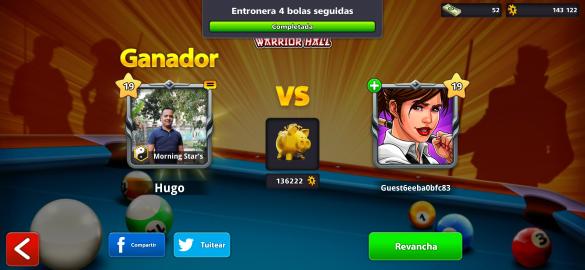 Entronera 4 bolas seguidas
Completada
52
143 122
WARRIOR HALL
Ganador
19
VS
19
Morning Star's
136222
Hugo
Guest6eeba0bfc83
Compartir
Tuitear
Revancha